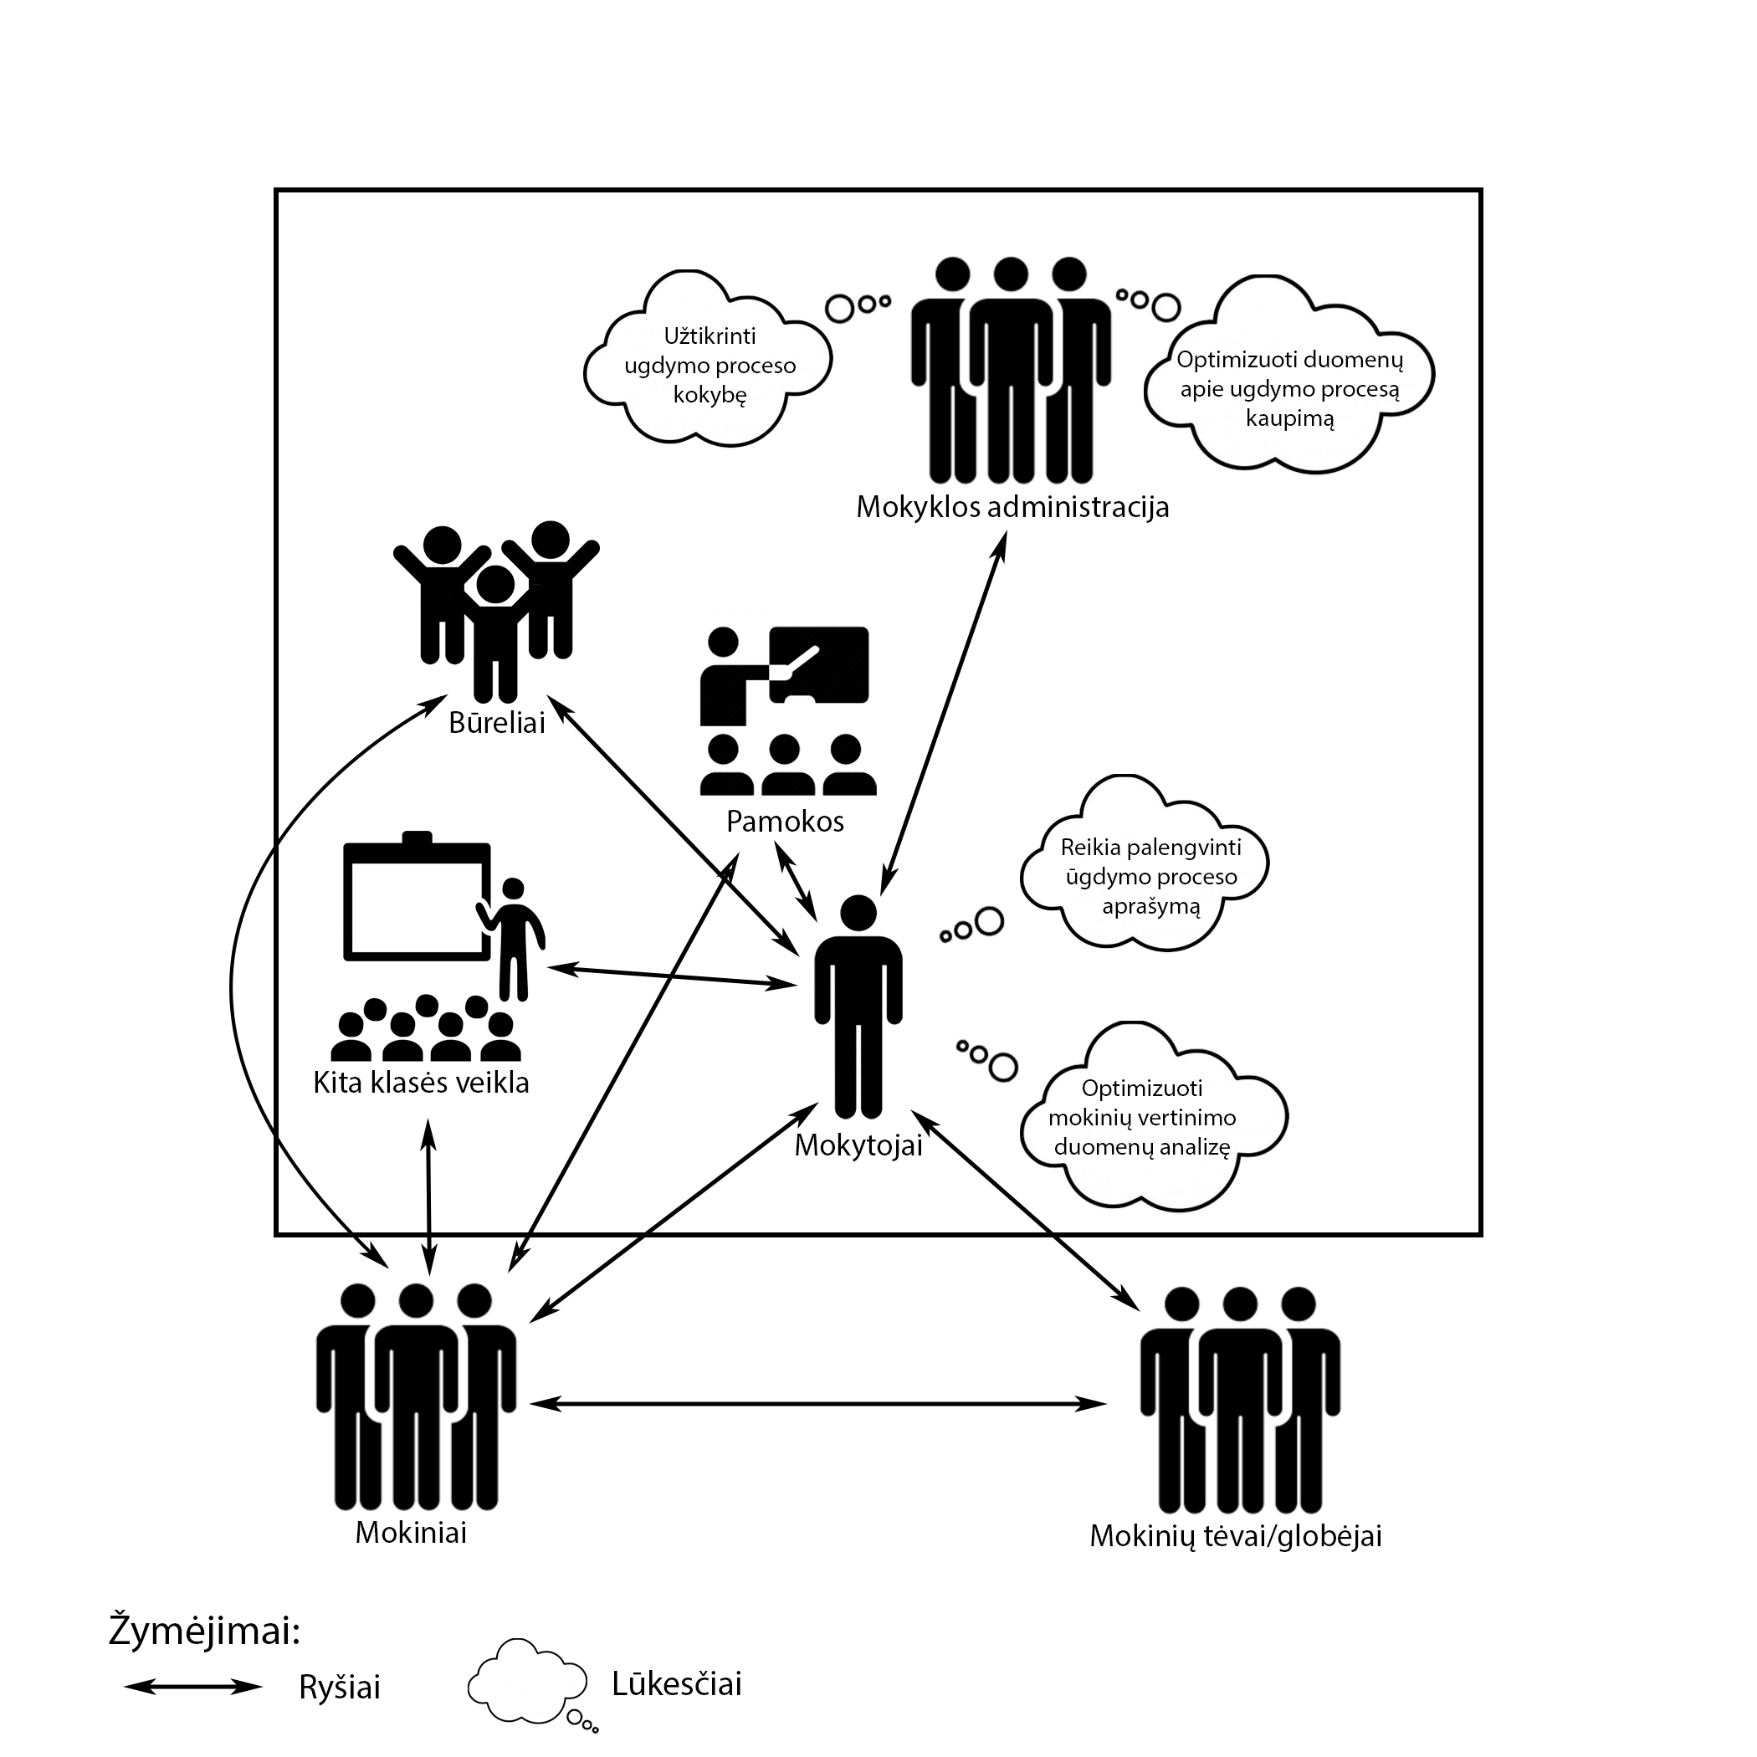 Užtikrinti
ugdymo proceso
kokybę
Optimizuoti duomenų
apie ugdymo procesą
kaupimą
Mokyklos administracija
Būreliai
Pamokos
Reikia palengvinti
ūgdymo proceso
aprašymą
Kita klasės veikla
Optimizuoti
mokinių vertinimo
duomenų analizę
Mokytojai
Mokiniai
Mokinių tėvai/globėjai
Žymėjimai:
Ryšiai
Lūkesčiai